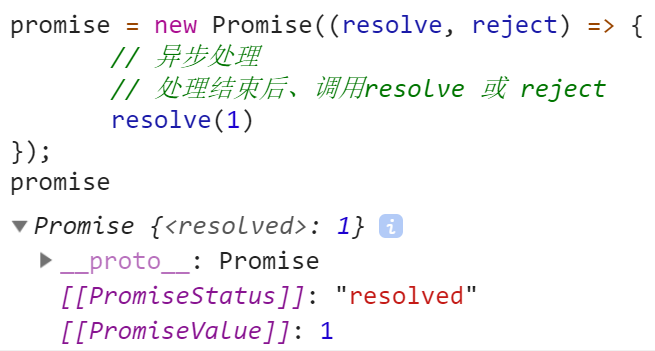 promise = new Promise((resolve, reject) => {
// 异步处理
// 处理结束后、调用resolve 或 reject
resolve(1)
});
promise
Promise {<resolved>: 1} i
__proto__: Promise
[[PromiseStatus]]: "resolved"
[[PromiseValue]]: 1